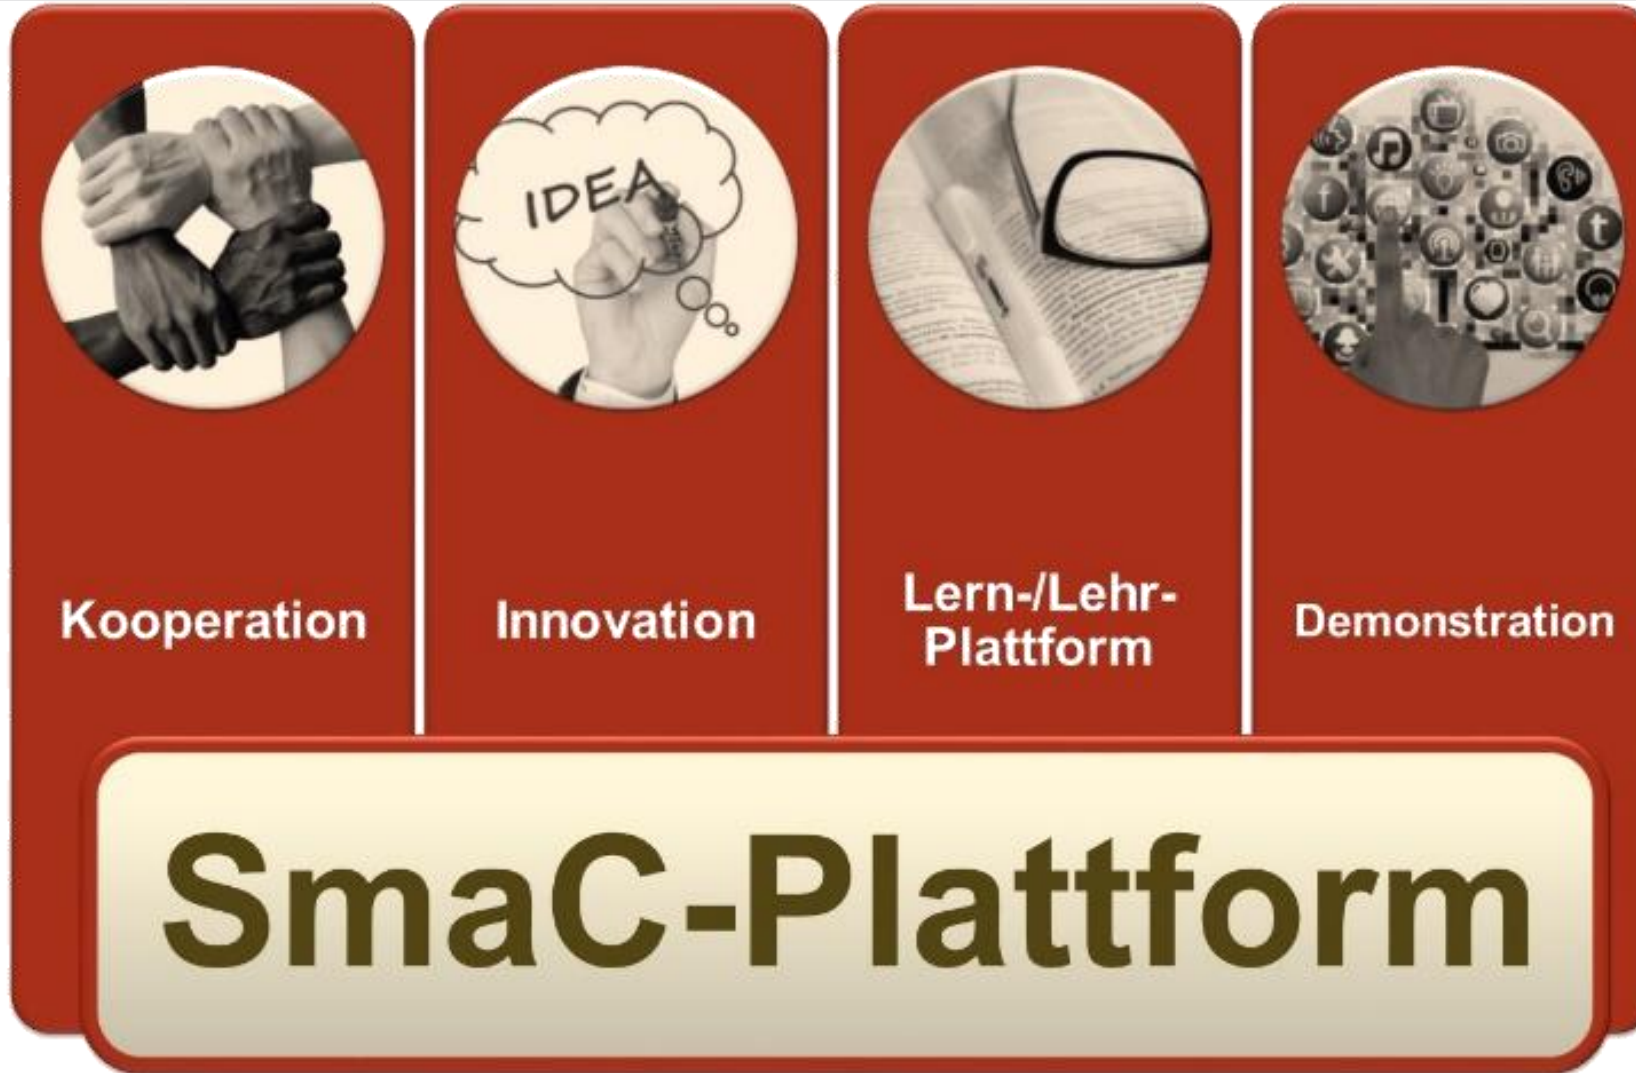 IDEA
Kooperation
Innovation
Lern-/Lehr-
Plattform
Demonstration
SmaC-Plattform